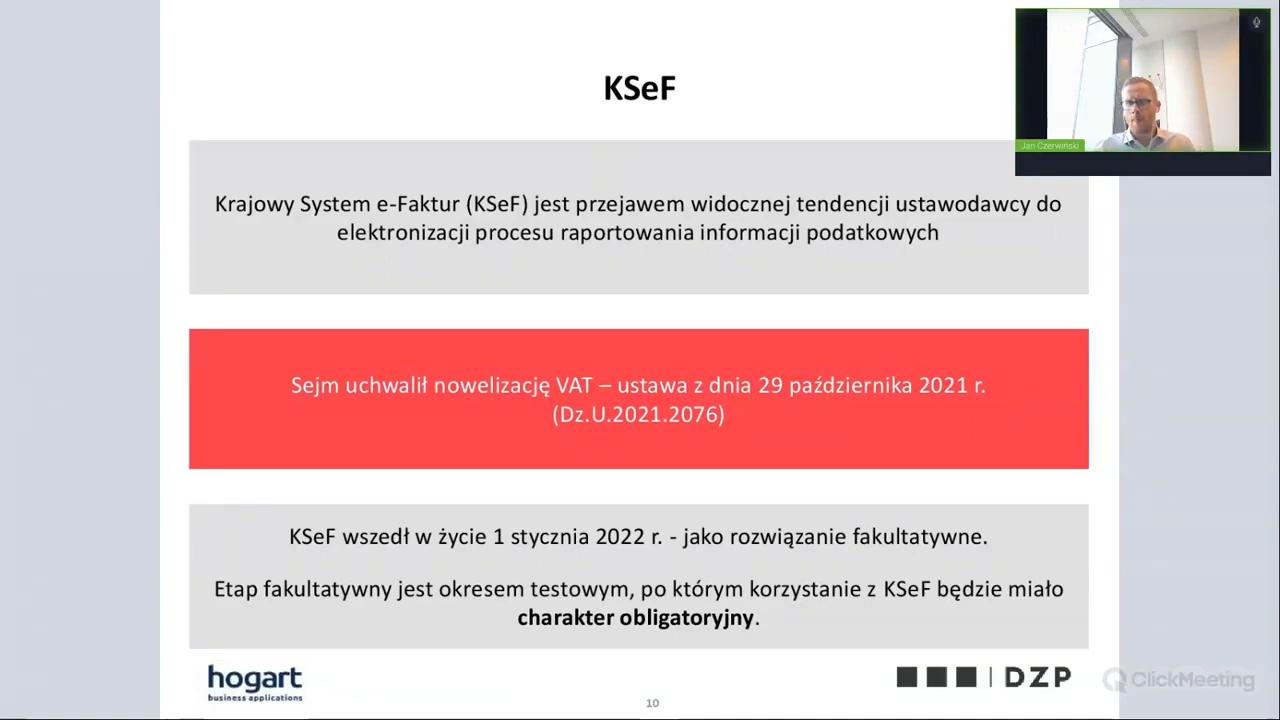 KSeF
Jan Czerwiński
Krajowy System e-Faktur (KSeF) jest przejawem widocznej tendencji ustawodawcy do
elektronizacji procesu raportowania informacji podatkowych
Sejm uchwalił nowelizację VAT – ustawa z dnia 29 października 2021 r.
(Dz.U.2021.2076)
KSeF wszedł w życie 1 stycznia 2022 r. - jako rozwiązanie fakultatywne.
Etap fakultatywny jest okresem testowym, po którym korzystanie z KSeF będzie miało
charakter obligatoryjny.
hogart
business applications
DZP
ClickMeeting
10